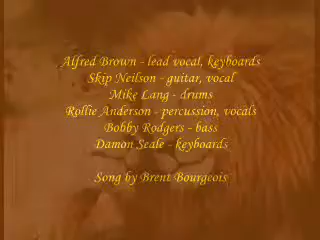 Alfred Brown - lead vocal, keyboards
Skip Neilson - guitar, vocal
Mike Lang - drums
Rollie Anderson - percussion, vocals
Bobby Rodgers - bass
Damon Scale - keyboards
Song by Brent Bourgeois